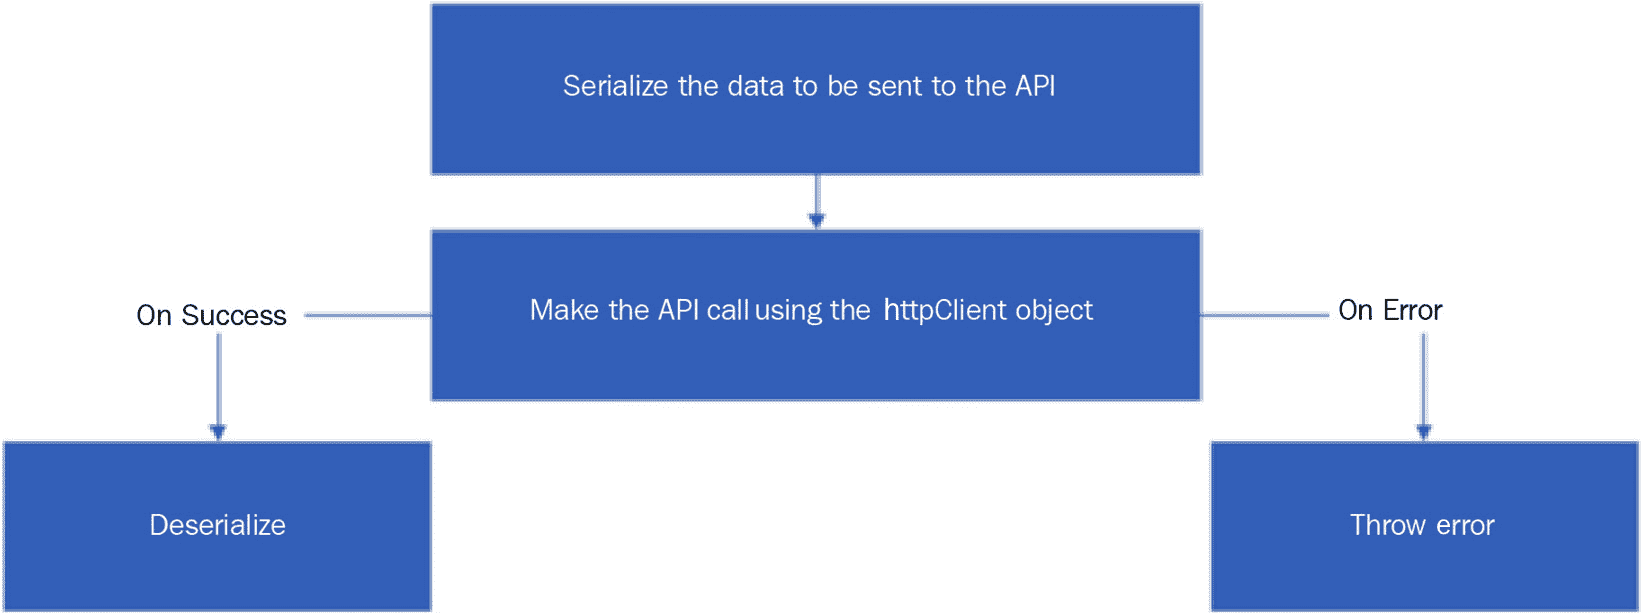 Serialize the data to be sent to the API
Make the API call using the httpClient object
On Success
On Error
Deserialize
Throw error